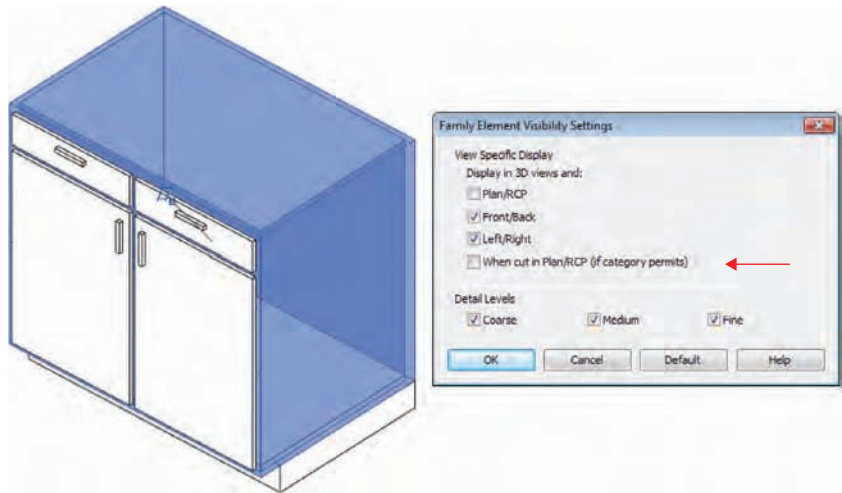 Family Element Visibility Settings
View Specific Display
Display in 3D views and:
Plan/RCP
Front/Back
Left/Right
When cut in Plan/RCP (if category permits)
Detail Levels
Coarse Medium Fine
OK Cancel Default Help